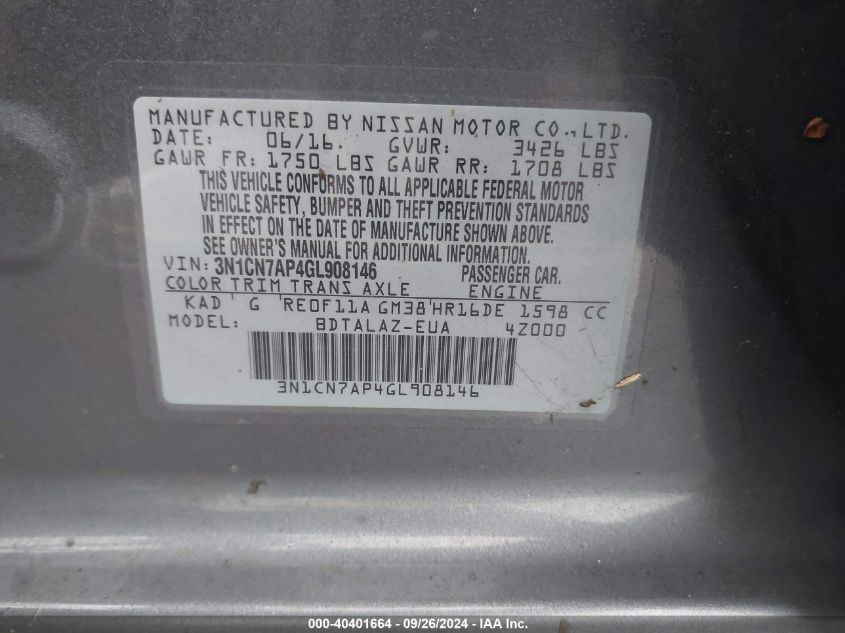 MANUFACTURED BY NISSAN MOTOR CO., LTD.
DATE: 06/16. GVWR: 3426 LBS
GAWR FR: 1750 LBS GAWR RR: 1708 LBS
THIS VEHICLE CONFORMS TO ALL APPLICABLE FEDERAL MOTOR
VEHICLE SAFETY, BUMPER AND THEFT PREVENTION STANDARDS
IN EFFECT ON THE DATE OF MANUFACTURE SHOWN ABOVE.
SEE OWNER'S MANUAL FOR ADDITIONAL INFORMATION.
VIN: 3N1CN7AP4GL908146 PASSENGER CAR.
COLOR TRIM TRANS AXLE ENGINE
KAD ' G RE0F11A GM38'HR16DE 1598 CC
MODEL: BDTALAZ-EUA 4Z000
3N1CN7AP4GL908146
000-40401664 - 09/26/2024 - IAA Inc.